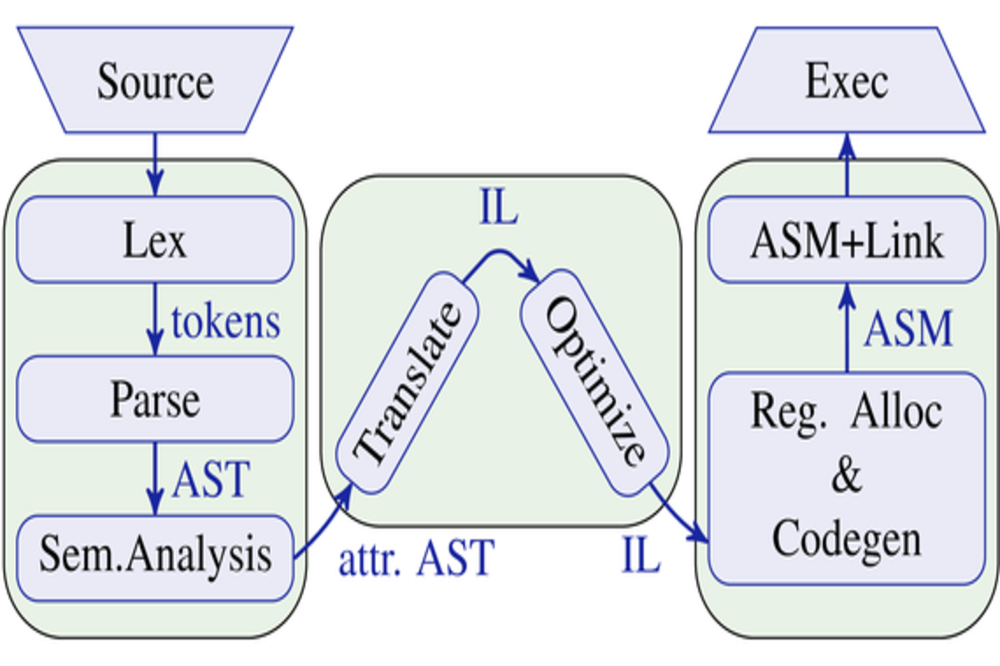 Source
Lex
tokens
Parse
AST
Sem.Analysis
attr. AST
Translate
IL
Optimize
IL
Reg. Alloc
&
Codegen
ASM
ASM+Link
Exec